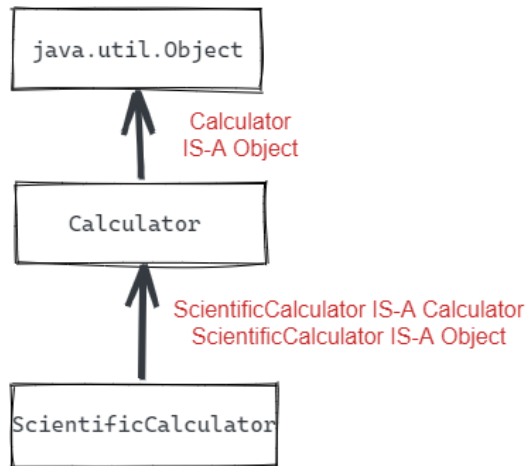 java.util.Object
Calculator
IS-A Object
Calculator
ScientificCalculator IS-A Calculator
ScientificCalculator IS-A Object
ScientificCalculator